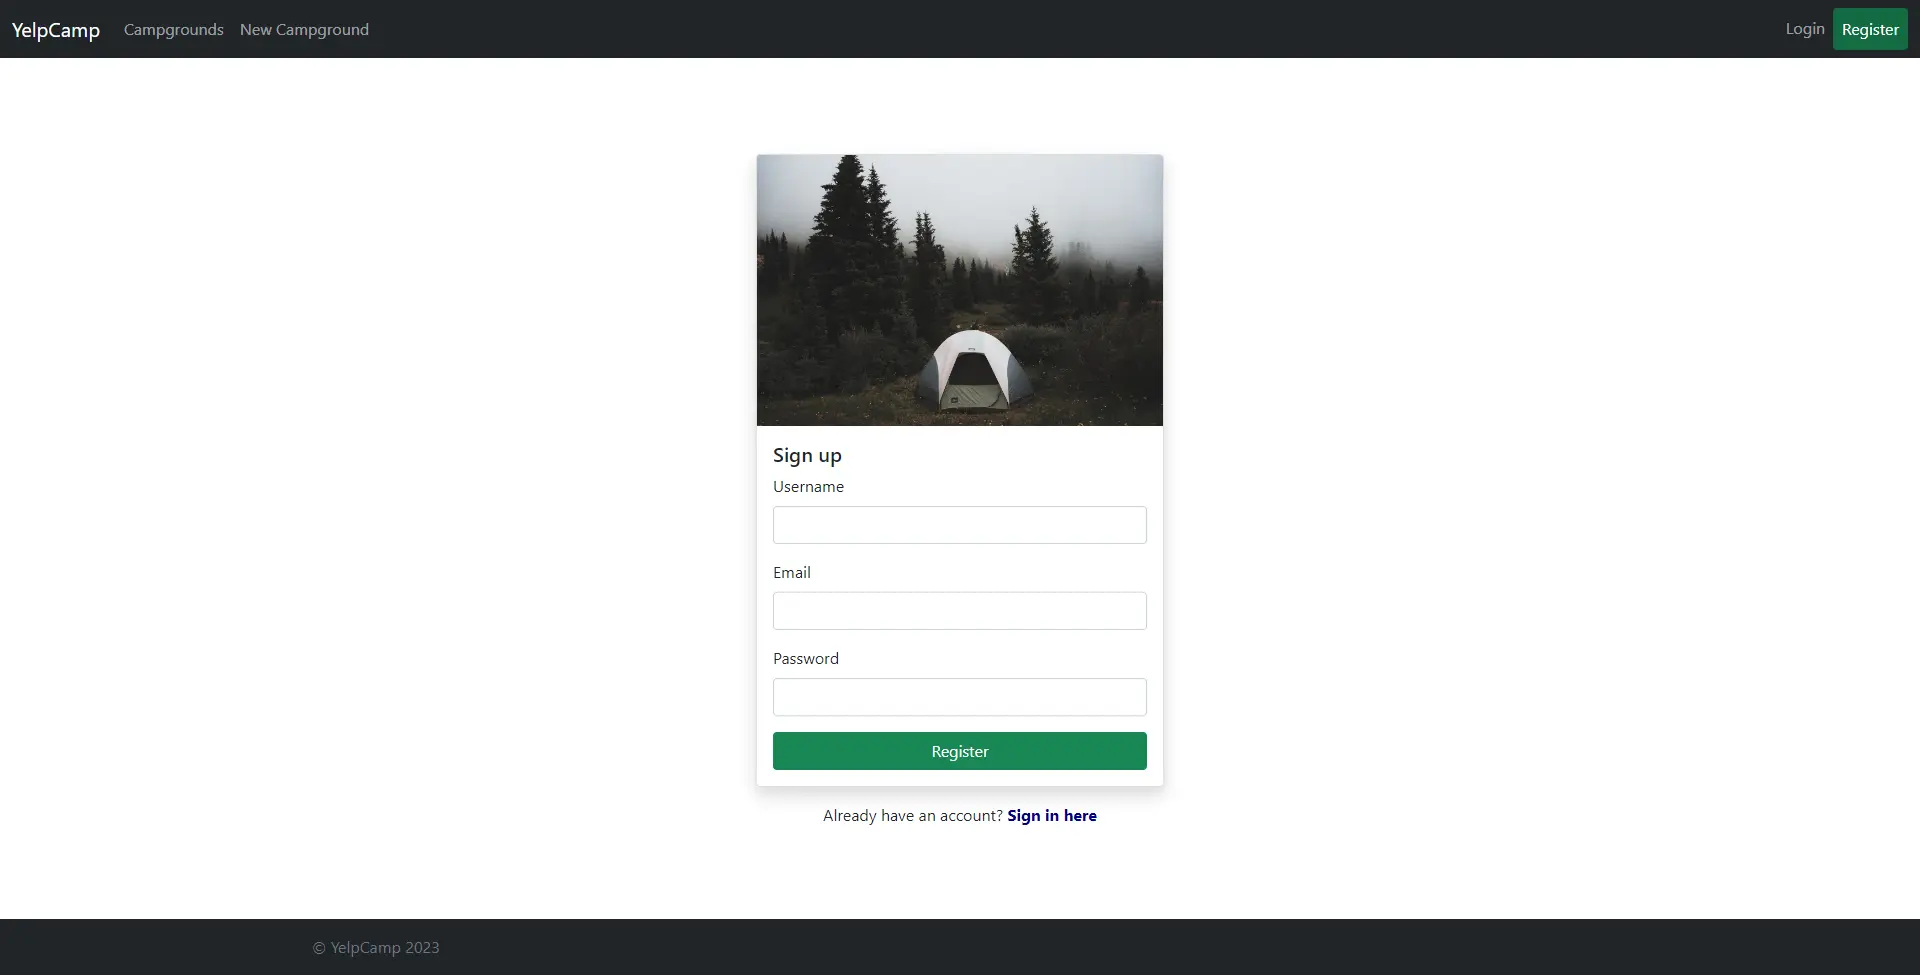 YelpCamp Campgrounds New Campground Login Register
Sign up
Username
Email
Password
Register
Already have an account? Sign in here
© YelpCamp 2023